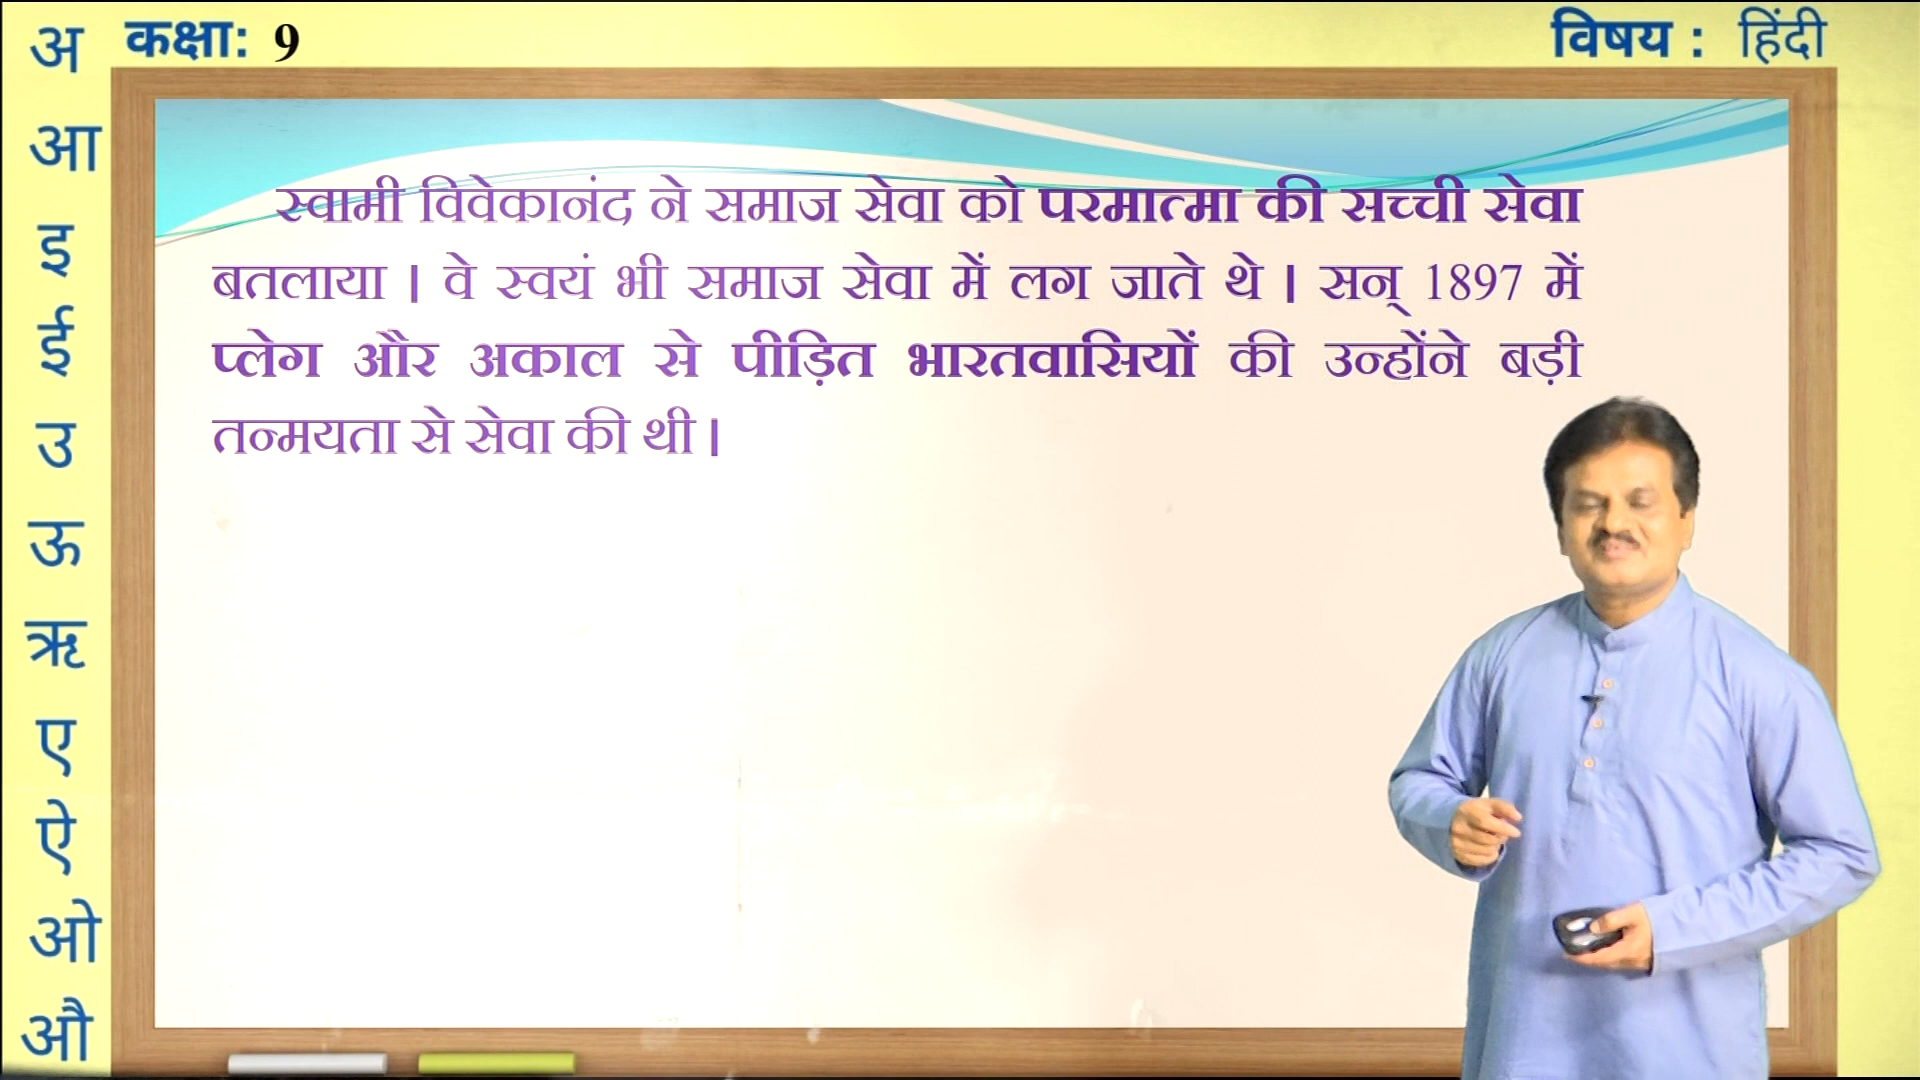 कक्षा: 9
विषय : हिंदी
अ
आ
इ
ई
उ
ऊ
ऋ
ए
ऐ
ओ
औ
स्वामी विवेकानंद ने समाज सेवा को परमात्मा की सच्ची सेवा
बतलाया । वे स्वयं भी समाज सेवा में लग जाते थे । सन् 1897 में
प्लेग और अकाल से पीड़ित भारतवासियों की उन्होंने बड़ी
तन्मयता से सेवा की थी ।